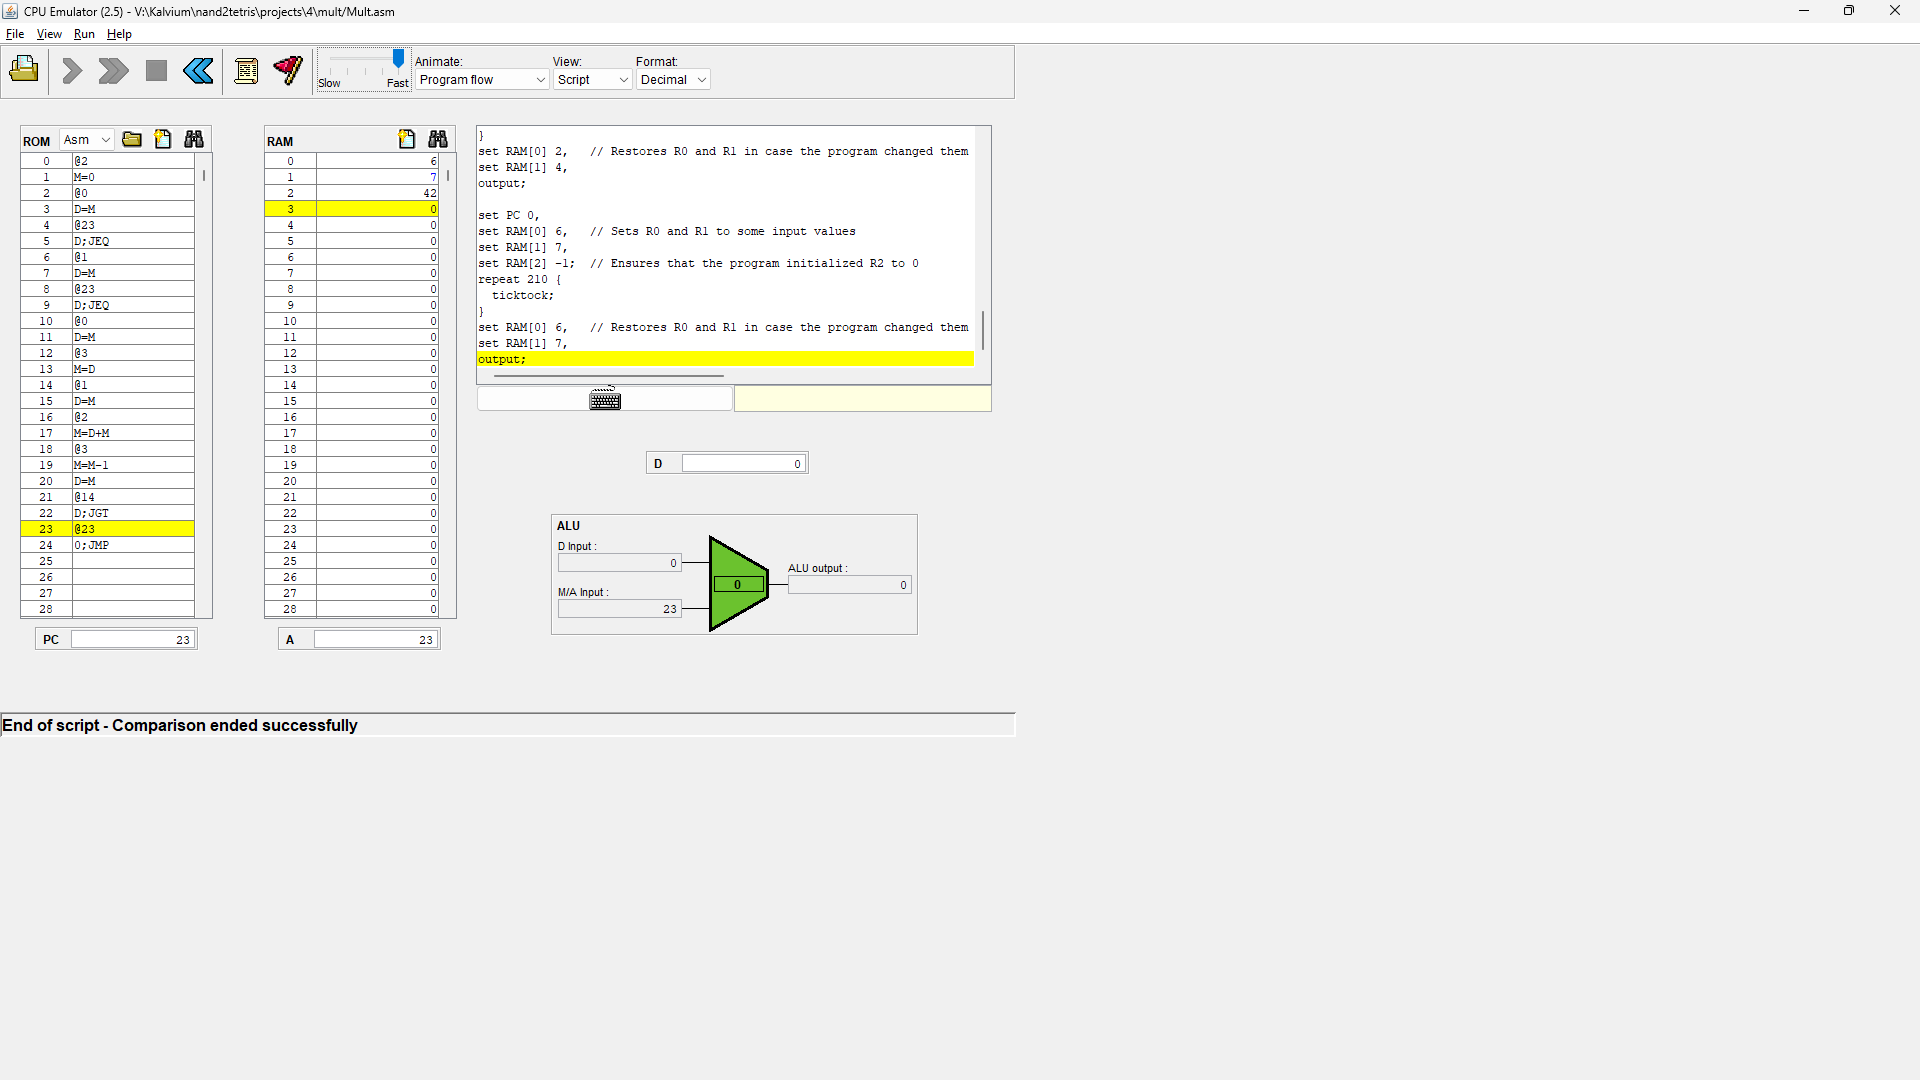 CPU Emulator (2.5) - V:\Kalvium\nand2tetris\projects\4\mult/Mult.asm
File View Run Help
Animate: View: Format:
Slow Fast Program flow Script Decimal
ROM Asm
0 @2
1 M=0
2 @0
3 D=M
4 @23
5 D;JEQ
6 @1
7 D=M
8 @23
9 D;JEQ
10 @0
11 D=M
12 @3
13 M=D
14 @1
15 D=M
16 @2
17 M=D+M
18 @3
19 M=M-1
20 D=M
21 @14
22 D;JGT
23 @23
24 0;JMP
25
26
27
28
PC 23
RAM
0 6
1 7
2 42
3 0
4 0
5 0
6 0
7 0
8 0
9 0
10 0
11 0
12 0
13 0
14 0
15 0
16 0
17 0
18 0
19 0
20 0
21 0
22 0
23 0
24 0
25 0
26 0
27 0
28 0
A 23
}
set RAM[0] 2, // Restores R0 and R1 in case the program changed them
set RAM[1] 4,
output;
set PC 0,
set RAM[0] 6, // Sets R0 and R1 to some input values
set RAM[1] 7,
set RAM[2] -1; // Ensures that the program initialized R2 to 0
repeat 210 {
ticktock;
}
set RAM[0] 6, // Restores R0 and R1 in case the program changed them
set RAM[1] 7,
output;
D 0
ALU
D Input :
0
M/A Input :
23
0
ALU output :
0
End of script - Comparison ended successfully